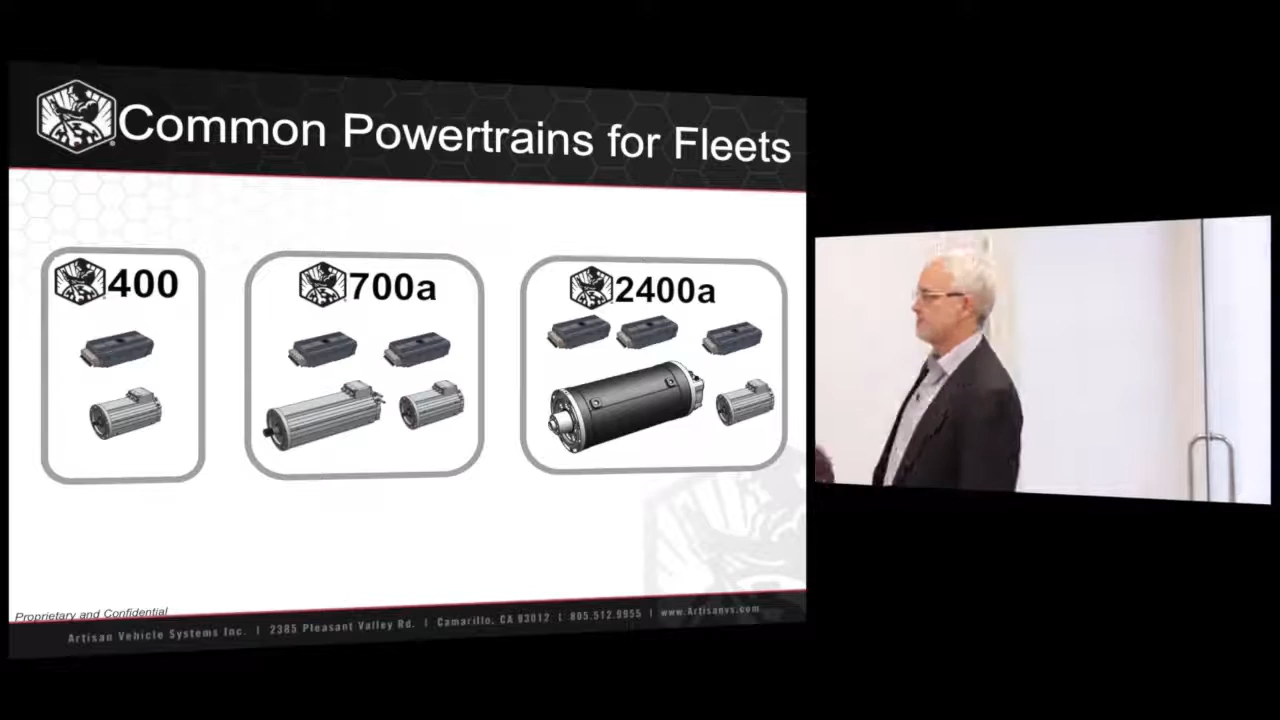 Common Powertrains for Fleets
400
700a
2400a
Proprietary and Confidential
Artisan Vehicle Systems Inc. | 2385 Pleasant Valley Rd. | Camarillo, CA 93012 | 805.512.9955 | www.Artisanvs.com